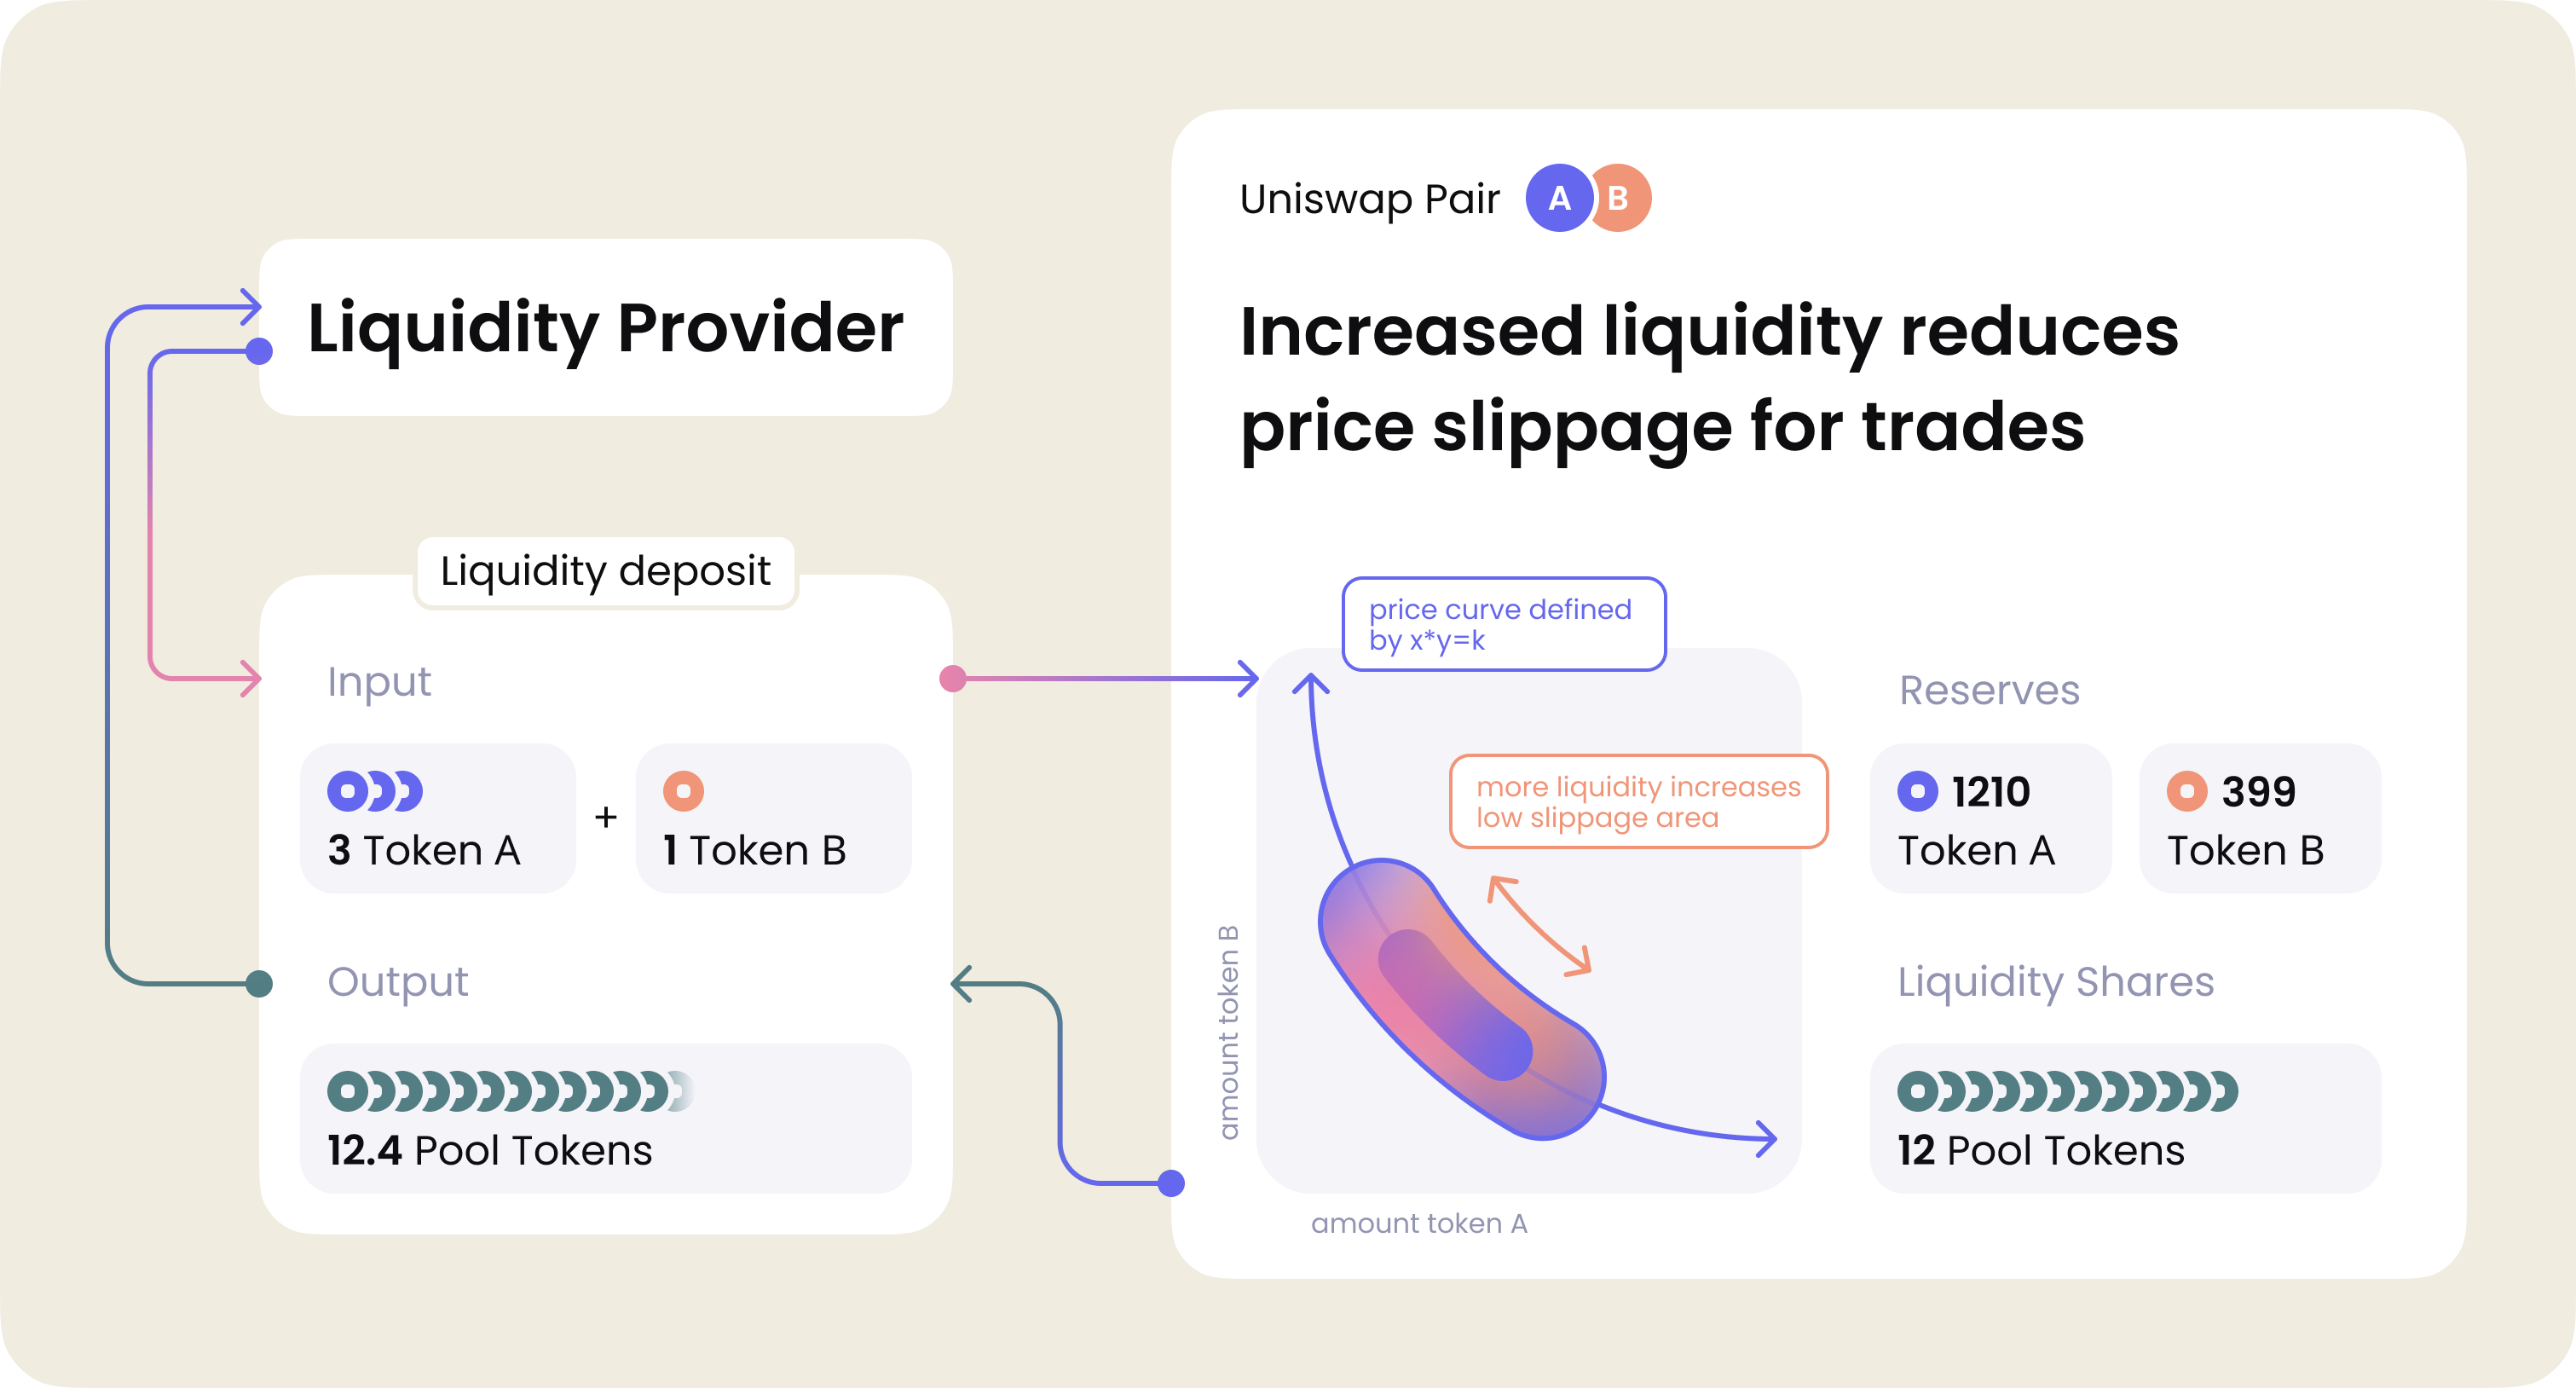 Liquidity Provider
Liquidity deposit
Input
3 Token A
+
1 Token B
Output
12.4 Pool Tokens
Uniswap Pair A B
Increased liquidity reduces
price slippage for trades
price curve defined
by x*y=k
more liquidity increases
low slippage area
amount token B
amount token A
Reserves
1210
Token A
399
Token B
Liquidity Shares
12 Pool Tokens